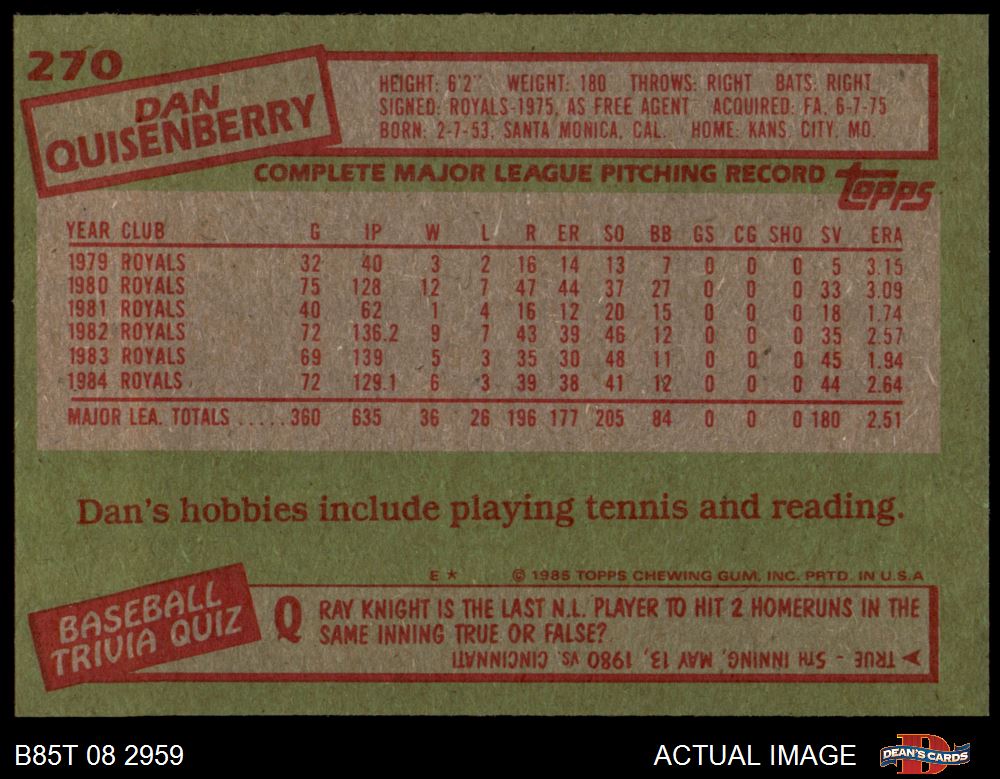 270
DAN
QUISENBERRY
HEIGHT: 6'2" WEIGHT: 180 THROWS: RIGHT BATS: RIGHT
SIGNED: ROYALS-1975, AS FREE AGENT ACQUIRED: FA, 6-7-75
BORN: 2-7-53, SANTA MONICA, CAL. HOME: KANS. CITY, MO.
COMPLETE MAJOR LEAGUE PITCHING RECORD
TOPPS
YEAR CLUB G IP W L R ER SO BB GS CG SHO SV ERA
1979 ROYALS 32 40 3 2 16 14 13 7 0 0 0 5 3.15
1980 ROYALS 75 128 12 7 47 44 37 27 0 0 0 33 3.09
1981 ROYALS 40 62 1 4 16 12 20 15 0 0 0 18 1.74
1982 ROYALS 72 136.2 9 7 43 39 46 12 0 0 0 35 2.57
1983 ROYALS 69 139 5 3 35 30 48 11 0 0 0 45 1.94
1984 ROYALS 72 129.1 6 3 39 38 41 12 0 0 0 44 2.64
MAJOR LEA. TOTALS ..... 360 635 36 26 196 177 205 84 0 0 0 180 2.51
Dan's hobbies include playing tennis and reading.
E * © 1985 TOPPS CHEWING GUM, INC. PRTD. IN U.S.A
BASEBALL
TRIVIA QUIZ
Q RAY KNIGHT IS THE LAST N.L. PLAYER TO HIT 2 HOMERUNS IN THE
SAME INNING TRUE OR FALSE?
TRUE - 5TH INNING, MAY 13, 1980 VS. CINCINNATI
B85T 08 2959
ACTUAL IMAGE
DEAN'S CARDS